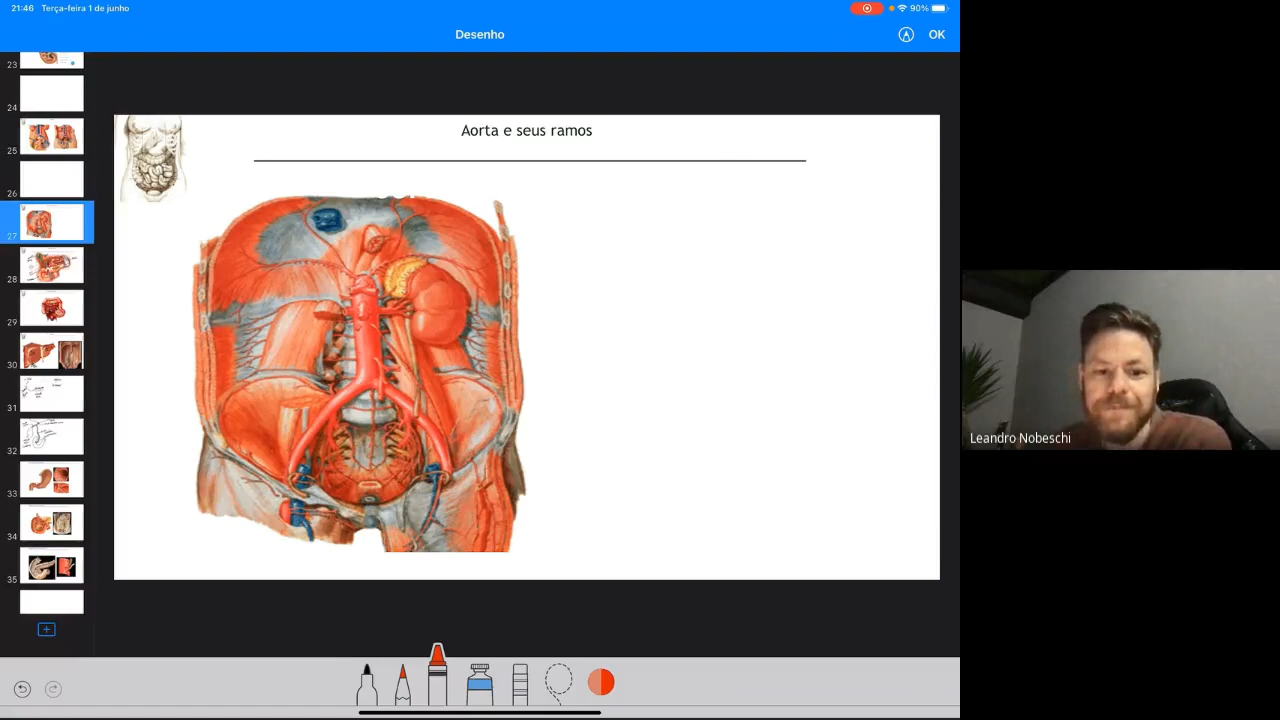 21:46 Terça-feira 1 de junho
90%
Desenho
OK
23
24
25
26
27
28
29
30
31
32
33
34
35
Aorta e seus ramos
Leandro Nobeschi